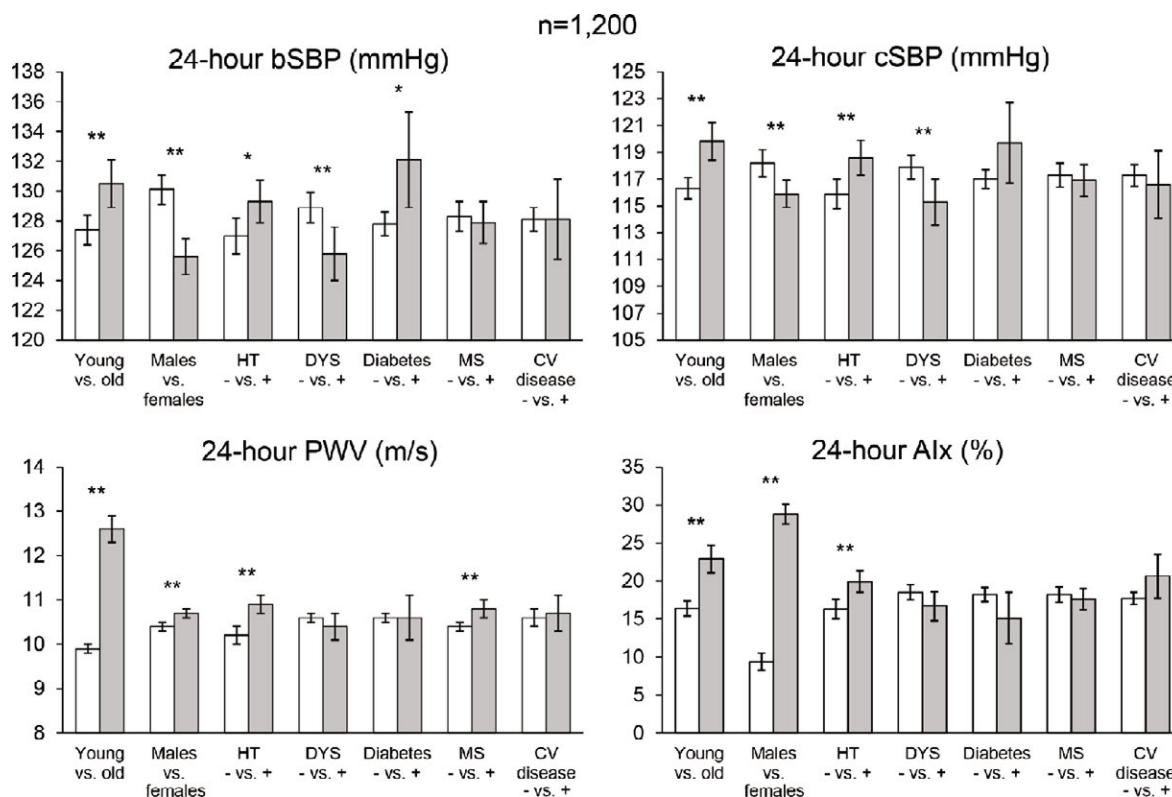 n=1,200
24-hour bSBP (mmHg)
138
136
134
132
130
128
126
124
122
120
** ** * ** *
Young vs. old
Males vs. females
HT - vs. +
DYS - vs. +
Diabetes - vs. +
MS - vs. +
CV disease - vs. +
24-hour cSBP (mmHg)
125
123
121
119
117
115
113
111
109
107
105
** ** ** **
Young vs. old
Males vs. females
HT - vs. +
DYS - vs. +
Diabetes - vs. +
MS - vs. +
CV disease - vs. +
24-hour PWV (m/s)
14
13
12
11
10
9
8
** ** ** **
Young vs. old
Males vs. females
HT - vs. +
DYS - vs. +
Diabetes - vs. +
MS - vs. +
CV disease - vs. +
24-hour AIx (%)
35
30
25
20
15
10
5
0
** ** **
Young vs. old
Males vs. females
HT - vs. +
DYS - vs. +
Diabetes - vs. +
MS - vs. +
CV disease - vs. +